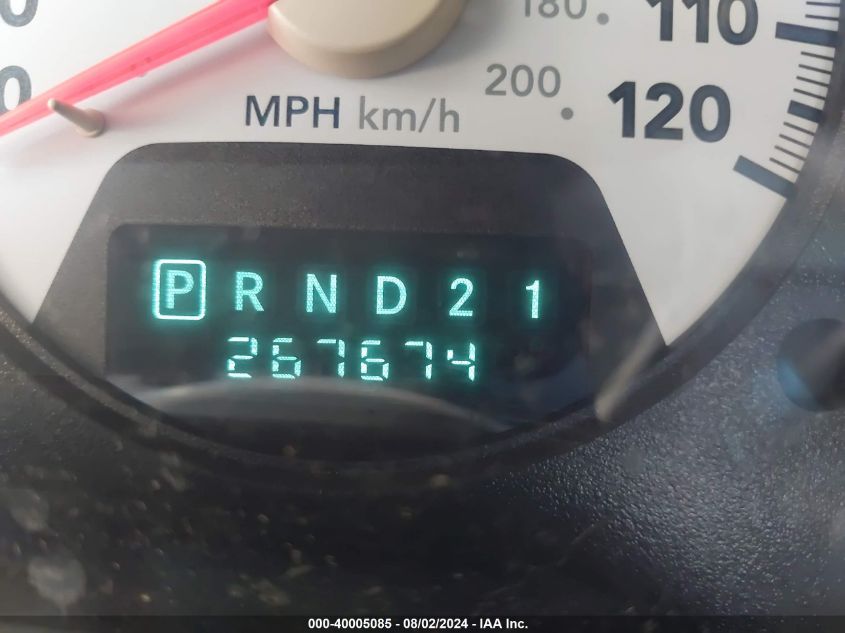 180 110
200 120
MPH km/h
P R N D 2 1
267674
000-40005085 - 08/02/2024 - IAA Inc.